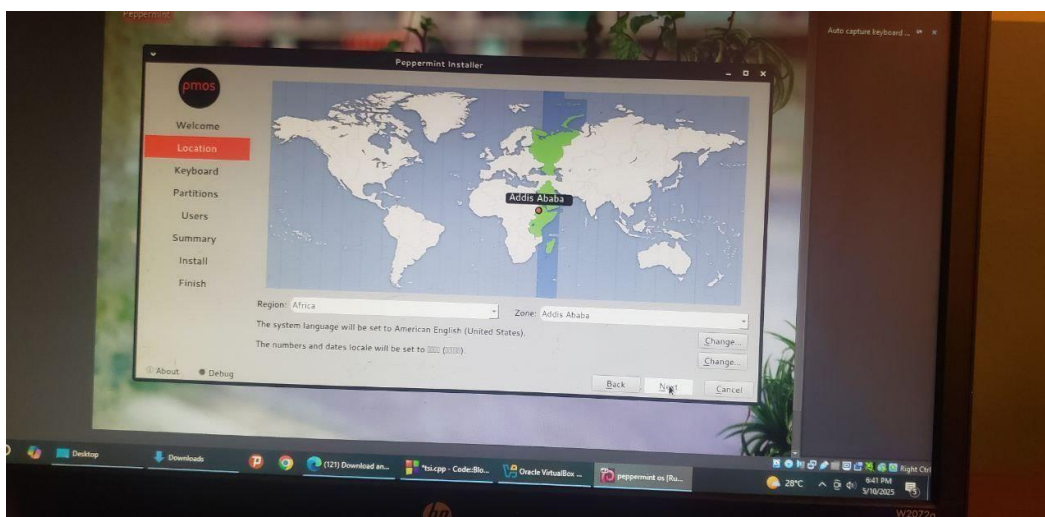 Peppermint
Auto capture keyboard ...
Peppermint Installer
pmos
Welcome
Location
Keyboard
Partitions
Users
Summary
Install
Finish
Addis Ababa
Region: Africa
Zone: Addis Ababa
The system language will be set to American English (United States).
Change...
The numbers and dates locale will be set to
Change...
About
Debug
Back
Next
Cancel
Desktop
Downloads
(121) Download an...
*tsi.cpp - Code::Blo...
Oracle VirtualBox ...
peppermint os [Ru...
Right Ctrl
28°C
6:41 PM
5/10/2025
hp
W2072a